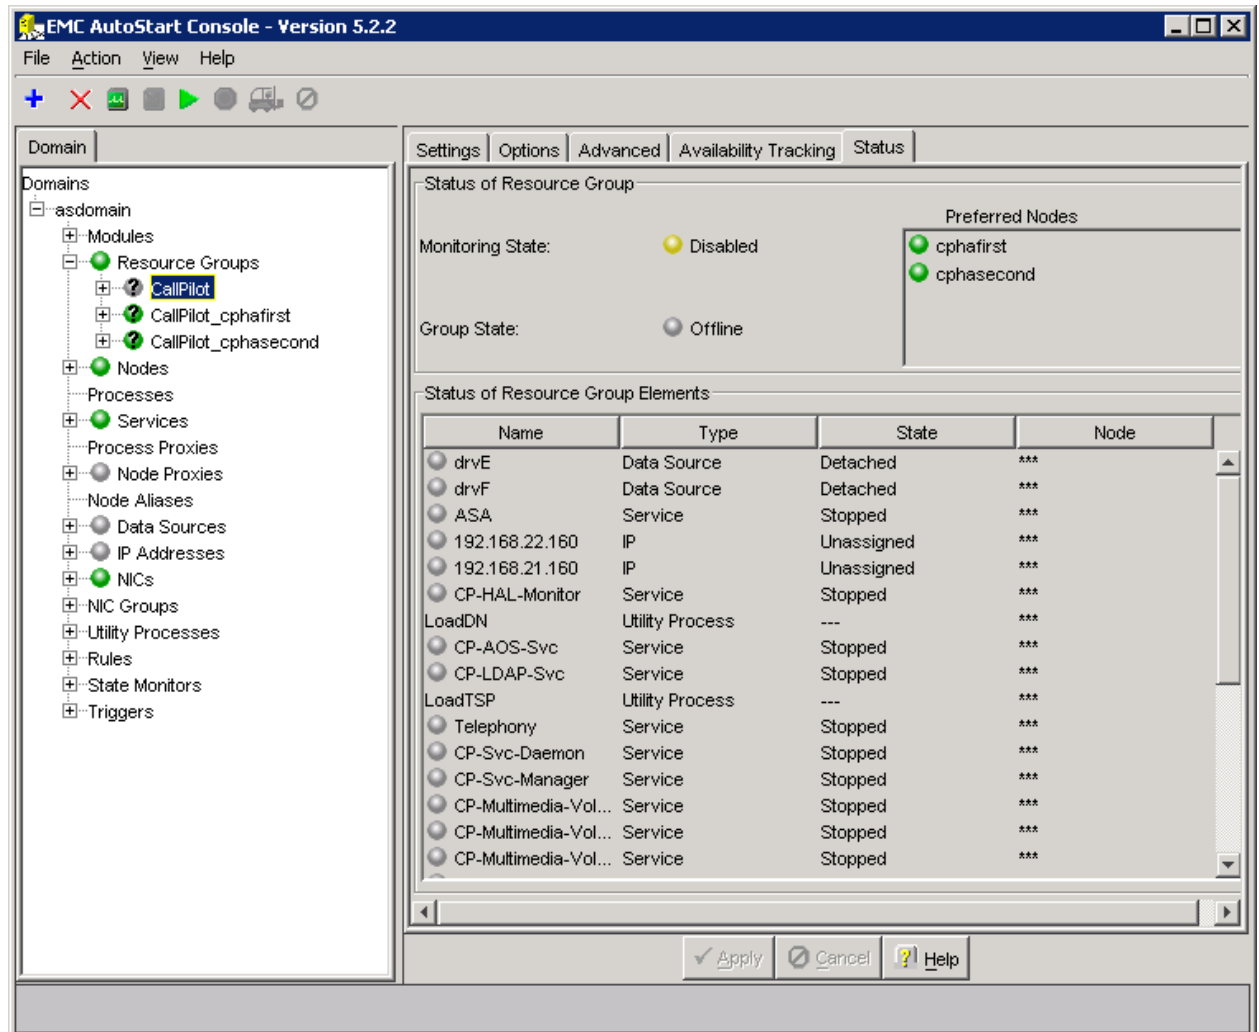 EMC AutoStart Console - Version 5.2.2
File Action View Help
Domain
Settings Options Advanced Availability Tracking Status
Domains
asdomain
Modules
Resource Groups
CallPilot
CallPilot_cphafirst
CallPilot_cphasecond
Nodes
Processes
Services
Process Proxies
Node Proxies
Node Aliases
Data Sources
IP Addresses
NICs
NIC Groups
Utility Processes
Rules
State Monitors
Triggers
Status of Resource Group
Preferred Nodes
Monitoring State: Disabled
cphafirst
cphasecond
Group State: Offline
Status of Resource Group Elements
Name Type State Node
drvE Data Source Detached ***
drvF Data Source Detached ***
ASA Service Stopped ***
192.168.22.160 IP Unassigned ***
192.168.21.160 IP Unassigned ***
CP-HAL-Monitor Service Stopped ***
LoadDN Utility Process --- ***
CP-AOS-Svc Service Stopped ***
CP-LDAP-Svc Service Stopped ***
LoadTSP Utility Process --- ***
Telephony Service Stopped ***
CP-Svc-Daemon Service Stopped ***
CP-Svc-Manager Service Stopped ***
CP-Multimedia-Vol... Service Stopped ***
CP-Multimedia-Vol... Service Stopped ***
CP-Multimedia-Vol... Service Stopped ***
Apply Cancel Help